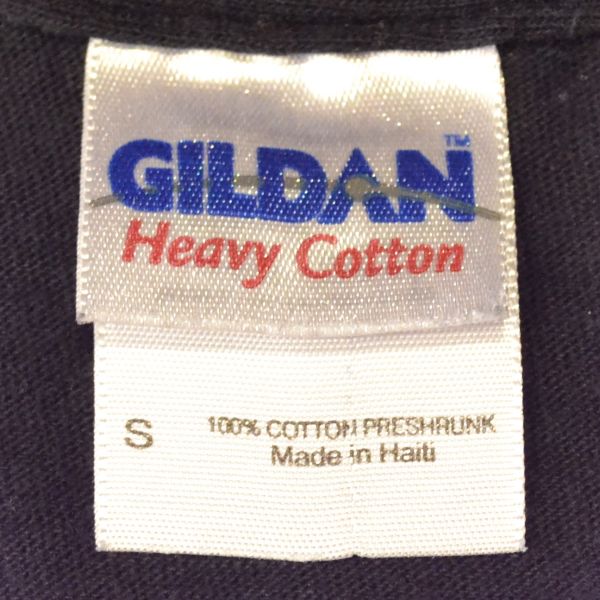 GILDAN™
Heavy Cotton
S
100% COTTON PRESHRUNK
Made in Haiti